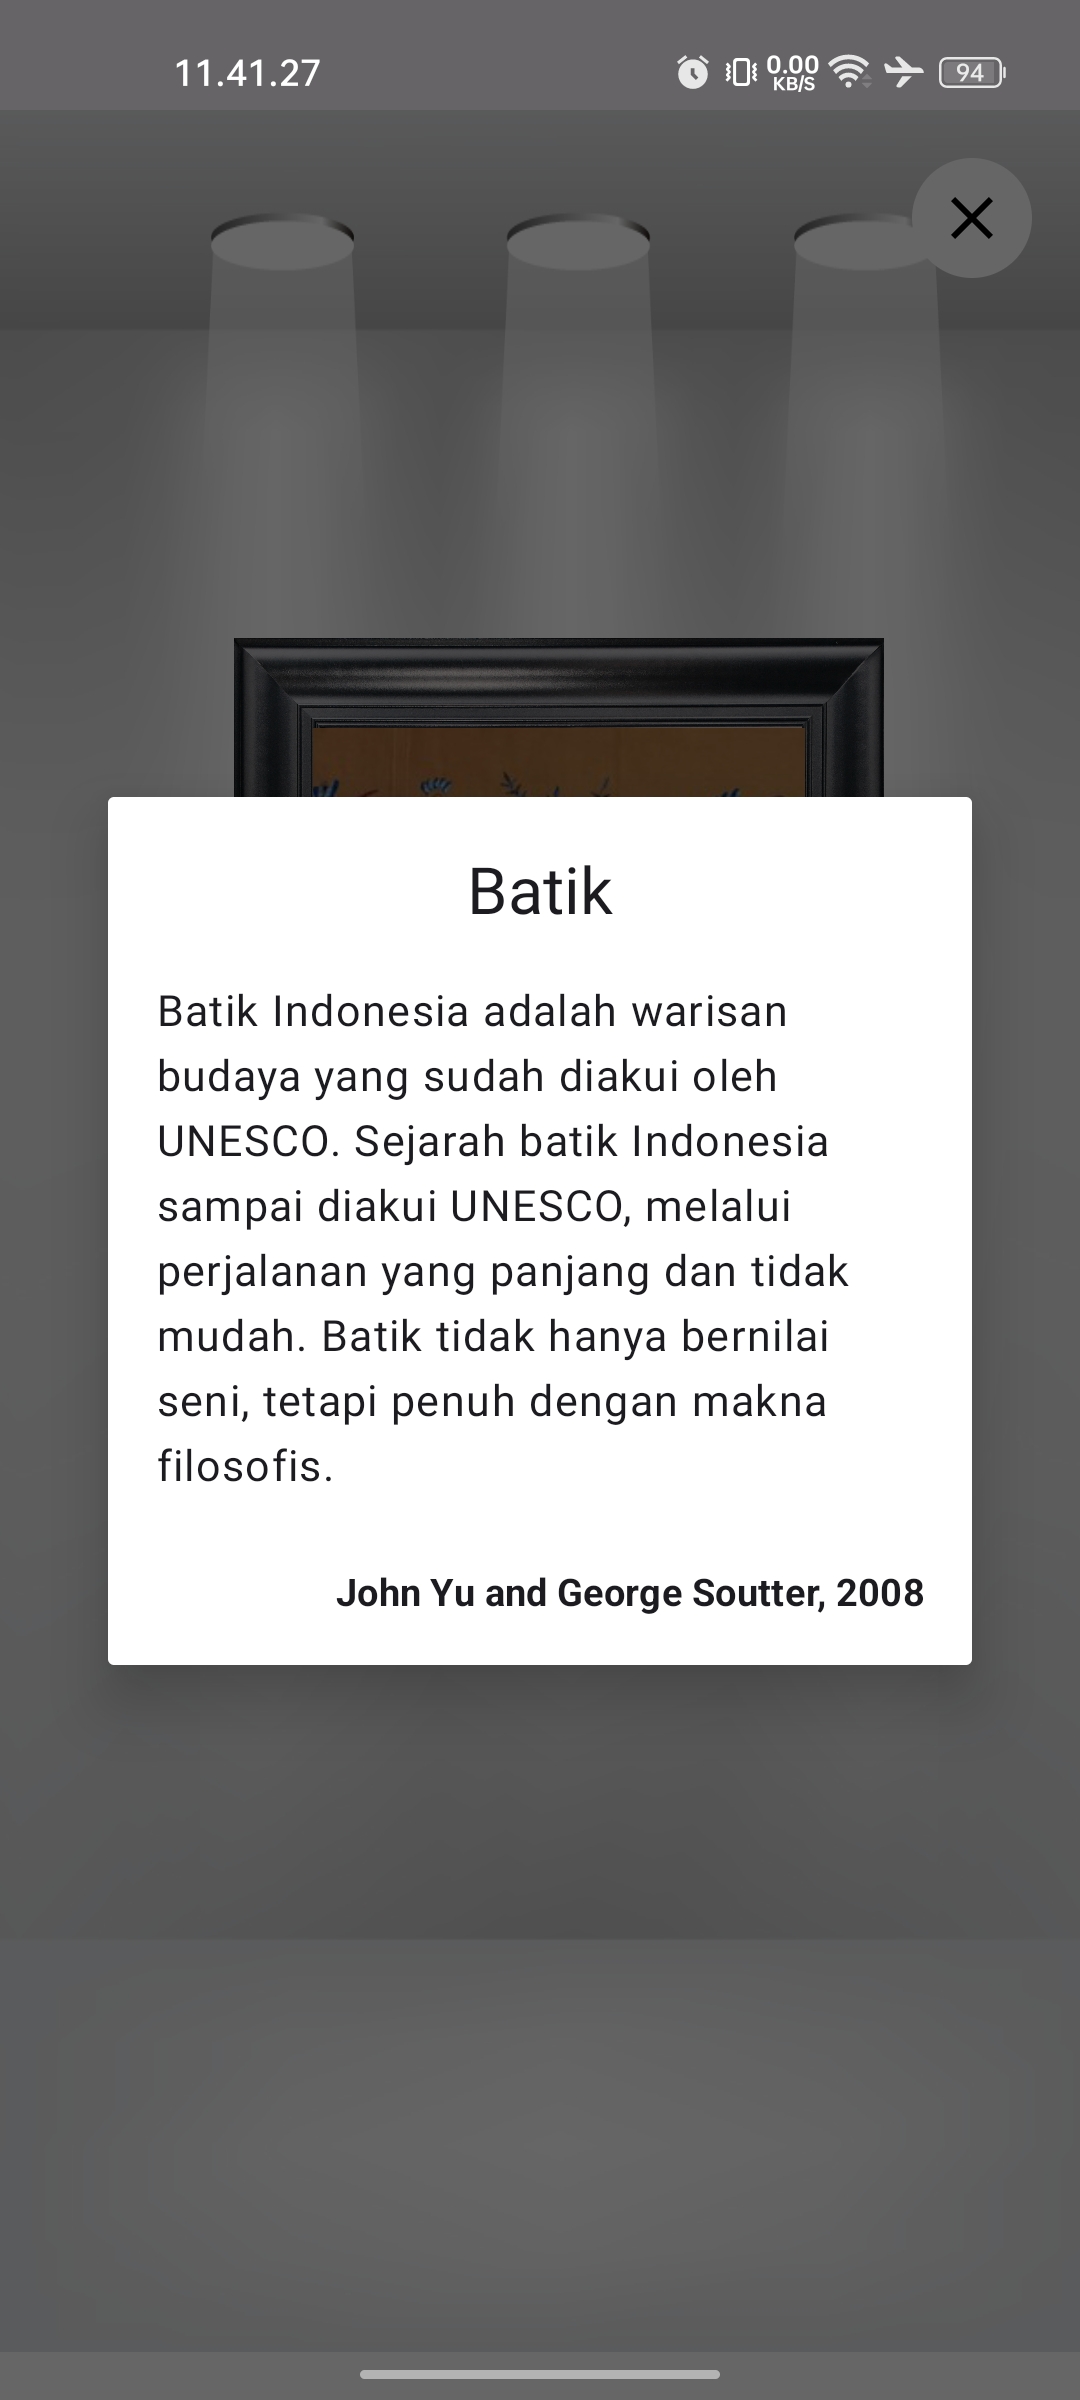 11.41.27
0.00
KB/S
94
Batik
Batik Indonesia adalah warisan
budaya yang sudah diakui oleh
UNESCO. Sejarah batik Indonesia
sampai diakui UNESCO, melalui
perjalanan yang panjang dan tidak
mudah. Batik tidak hanya bernilai
seni, tetapi penuh dengan makna
filosofis.
John Yu and George Soutter, 2008